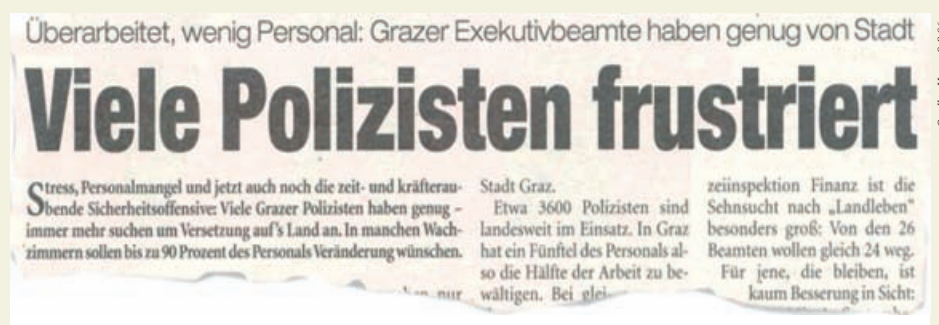 Überarbeitet, wenig Personal: Grazer Exekutivbeamte haben genug von Stadt
Viele Polizisten frustriert
Stress, Personalmangel und jetzt auch noch die zeit- und kräfterau-
bende Sicherheitsoffensive: Viele Grazer Polizisten haben genug –
immer mehr suchen um Versetzung auf's Land an. In manchen Wach-
zimmern sollen bis zu 90 Prozent des Personals Veränderung wünschen.
nur
Stadt Graz.
Etwa 3600 Polizisten sind
landesweit im Einsatz. In Graz
hat ein Fünftel des Personals al-
so die Hälfte der Arbeit zu be-
wältigen. Bei glei
zeiinspektion Finanz ist die
Sehnsucht nach „Landleben"
besonders groß: Von den 26
Beamten wollen gleich 24 weg.
Für jene, die bleiben, ist
kaum Besserung in Sicht: